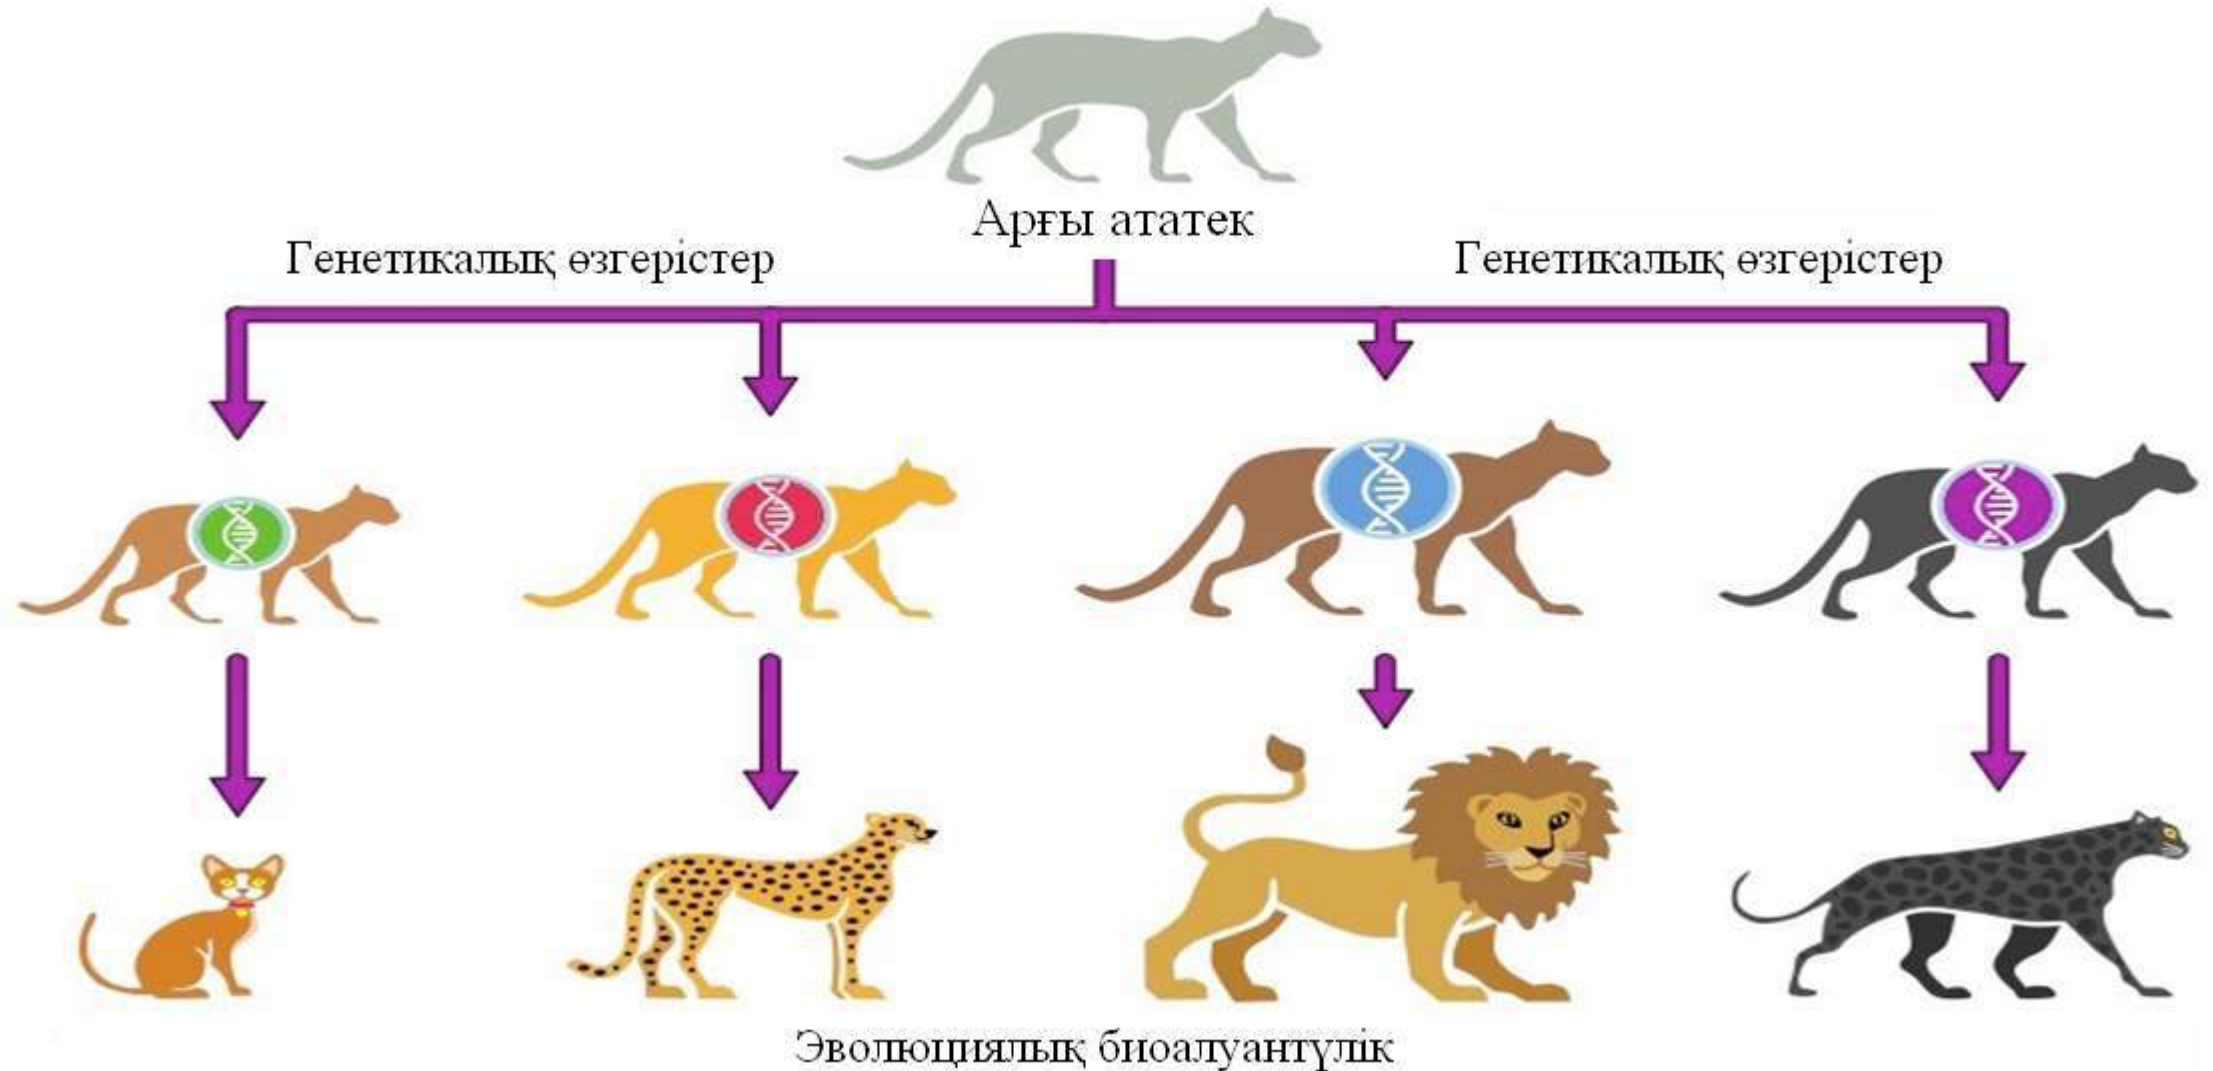 Арғы ататек
Генетикалық өзгерістер
Генетикалық өзгерістер
Эволюциялық биоалуантүлік